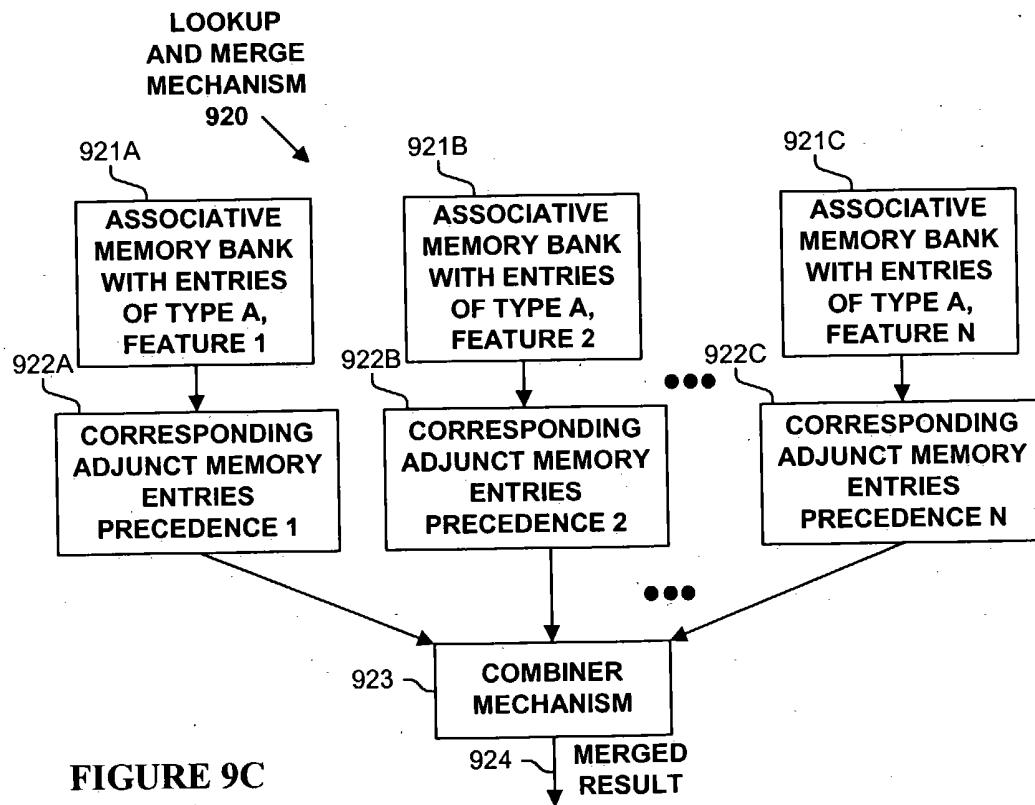 LOOKUP
AND MERGE
MECHANISM
920
921A
921B
921C
ASSOCIATIVE
MEMORY BANK
WITH ENTRIES
OF TYPE A,
FEATURE 1
ASSOCIATIVE
MEMORY BANK
WITH ENTRIES
OF TYPE A,
FEATURE 2
ASSOCIATIVE
MEMORY BANK
WITH ENTRIES
OF TYPE A,
FEATURE N
922A
922B
922C
CORRESPONDING
ADJUNCT MEMORY
ENTRIES
PRECEDENCE 1
CORRESPONDING
ADJUNCT MEMORY
ENTRIES
PRECEDENCE 2
CORRESPONDING
ADJUNCT MEMORY
ENTRIES
PRECEDENCE N
923
COMBINER
MECHANISM
924
MERGED
RESULT
FIGURE 9C